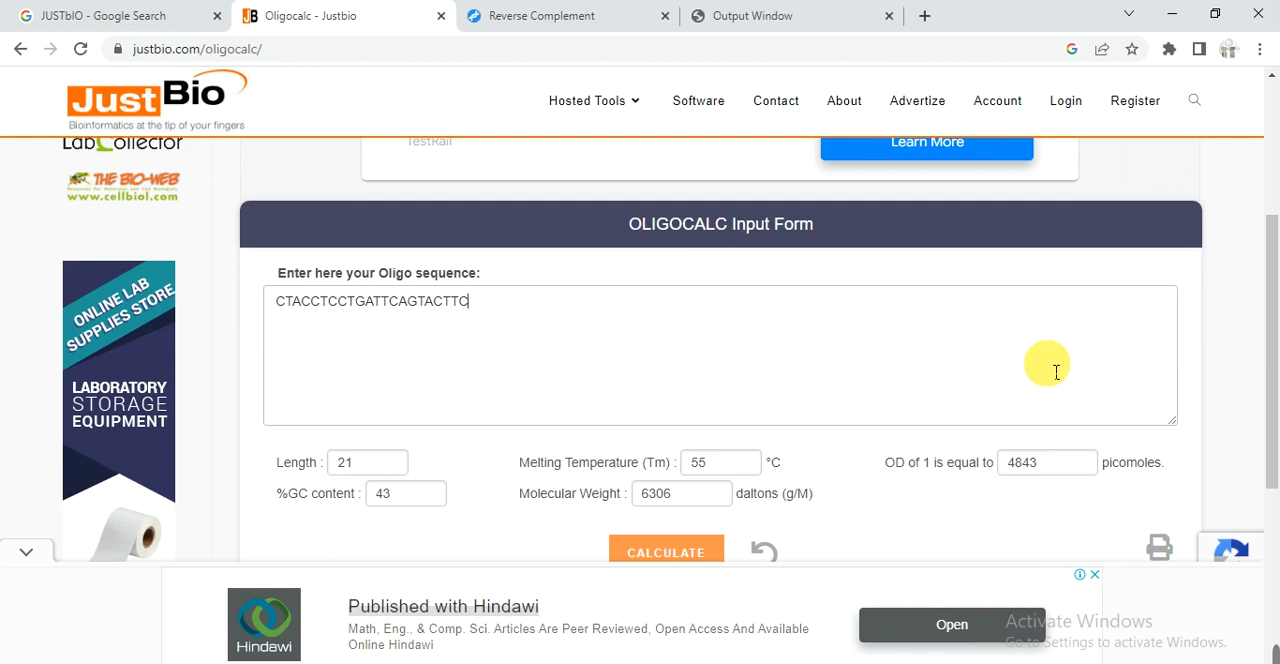 JUSTbIO - Google Search
Oligocalc - Justbio
Reverse Complement
Output Window
justbio.com/oligocalc/
JustBio
Bioinformatics at the tip of your fingers
Hosted Tools
Software
Contact
About
Advertize
Account
Login
Register
LabCollector
TestRail
Learn More
THE BIO-WEB
www.cellbiol.com
OLIGOCALC Input Form
Enter here your Oligo sequence:
CTACCTCCTGATTCAGTACTTC
ONLINE LAB
SUPPLIES STORE
LABORATORY
STORAGE
EQUIPMENT
Length : 21
Melting Temperature (Tm) : 55 °C
OD of 1 is equal to 4843 picomoles.
%GC content : 43
Molecular Weight : 6306 daltons (g/M)
CALCULATE
Hindawi
Published with Hindawi
Math, Eng., & Comp. Sci. Articles Are Peer Reviewed, Open Access And Available
Online Hindawi
Open
Activate Windows
Go to Settings to activate Windows.